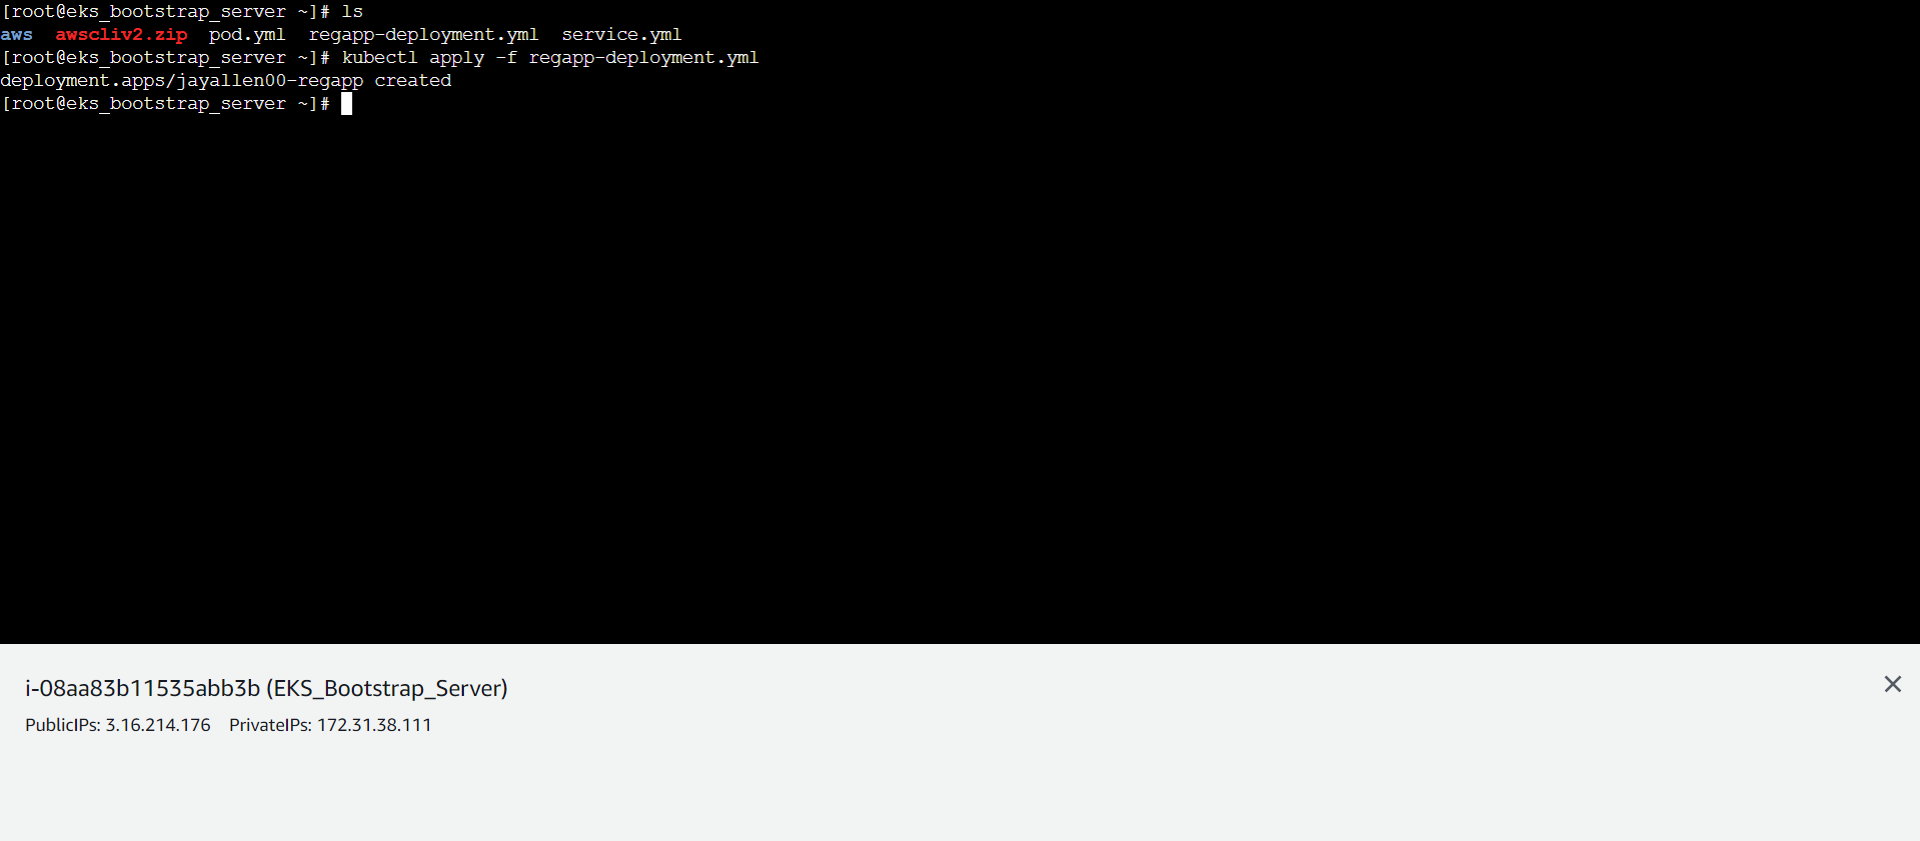 [root@eks_bootstrap_server ~]# ls
aws  awscliv2.zip  pod.yml  regapp-deployment.yml  service.yml
[root@eks_bootstrap_server ~]# kubectl apply -f regapp-deployment.yml
deployment.apps/jayallen00-regapp created
[root@eks_bootstrap_server ~]#
i-08aa83b11535abb3b (EKS_Bootstrap_Server)
PublicIPs: 3.16.214.176  PrivateIPs: 172.31.38.111